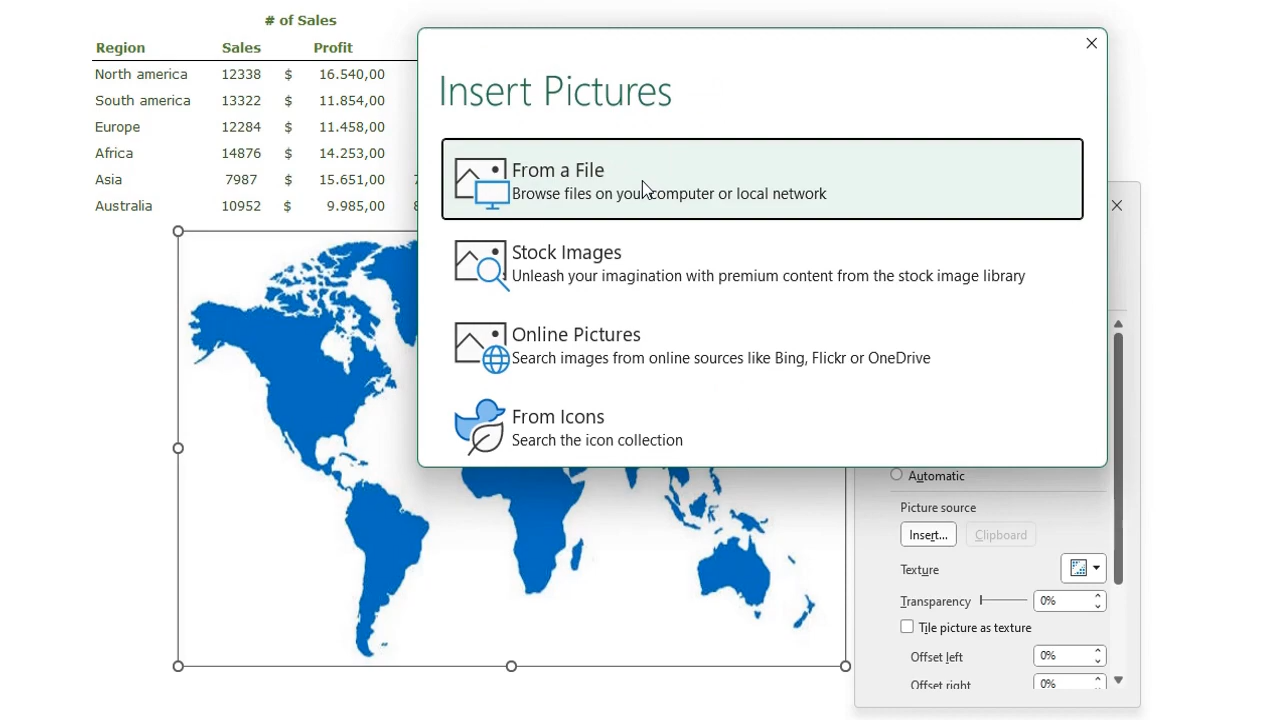 # of Sales
Region Sales Profit
North america 12338 $ 16.540,00
South america 13322 $ 11.854,00
Europe 12284 $ 11.458,00
Africa 14876 $ 14.253,00
Asia 7987 $ 15.651,00
Australia 10952 $ 9.985,00
Insert Pictures
From a File
Browse files on your computer or local network
Stock Images
Unleash your imagination with premium content from the stock image library
Online Pictures
Search images from online sources like Bing, Flickr or OneDrive
From Icons
Search the icon collection
Automatic
Picture source
Insert... Clipboard
Texture
Transparency 0%
Tile picture as texture
Offset left 0%
Offset right 0%